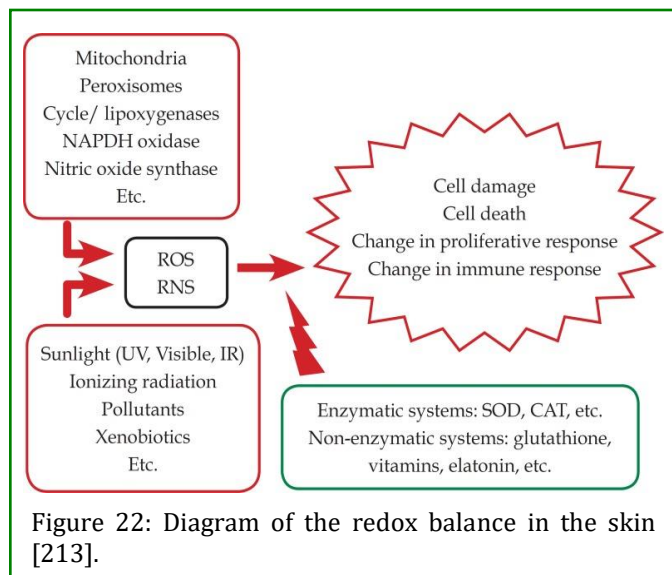 Mitochondria
Peroxisomes
Cycle/ lipoxygenases
NAPDH oxidase
Nitric oxide synthase
Etc.
ROS
RNS
Cell damage
Cell death
Change in proliferative response
Change in immune response
Sunlight (UV, Visible, IR)
Ionizing radiation
Pollutants
Xenobiotics
Etc.
Enzymatic systems: SOD, CAT, etc.
Non-enzymatic systems: glutathione,
vitamins, elatonin, etc.
Figure 22: Diagram of the redox balance in the skin
[213].